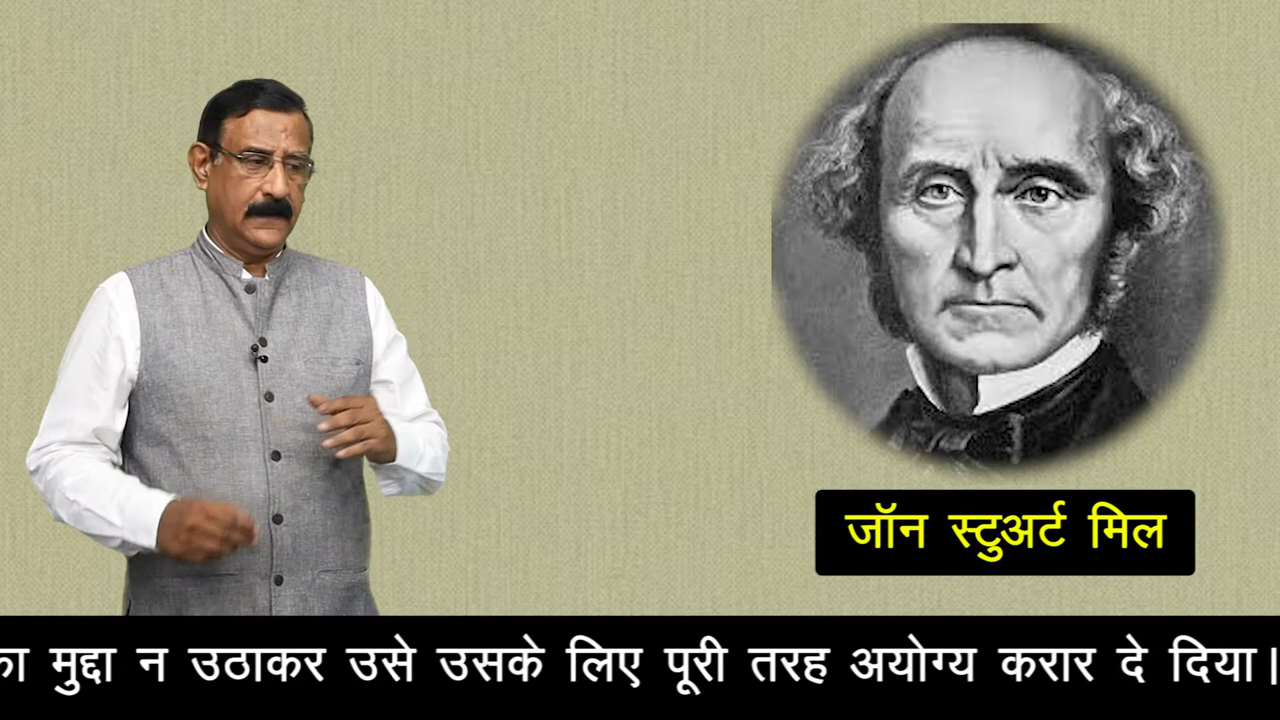 जॉन स्टुअर्ट मिल
का मुद्दा न उठाकर उसे उसके लिए पूरी तरह अयोग्य करार दे दिया।